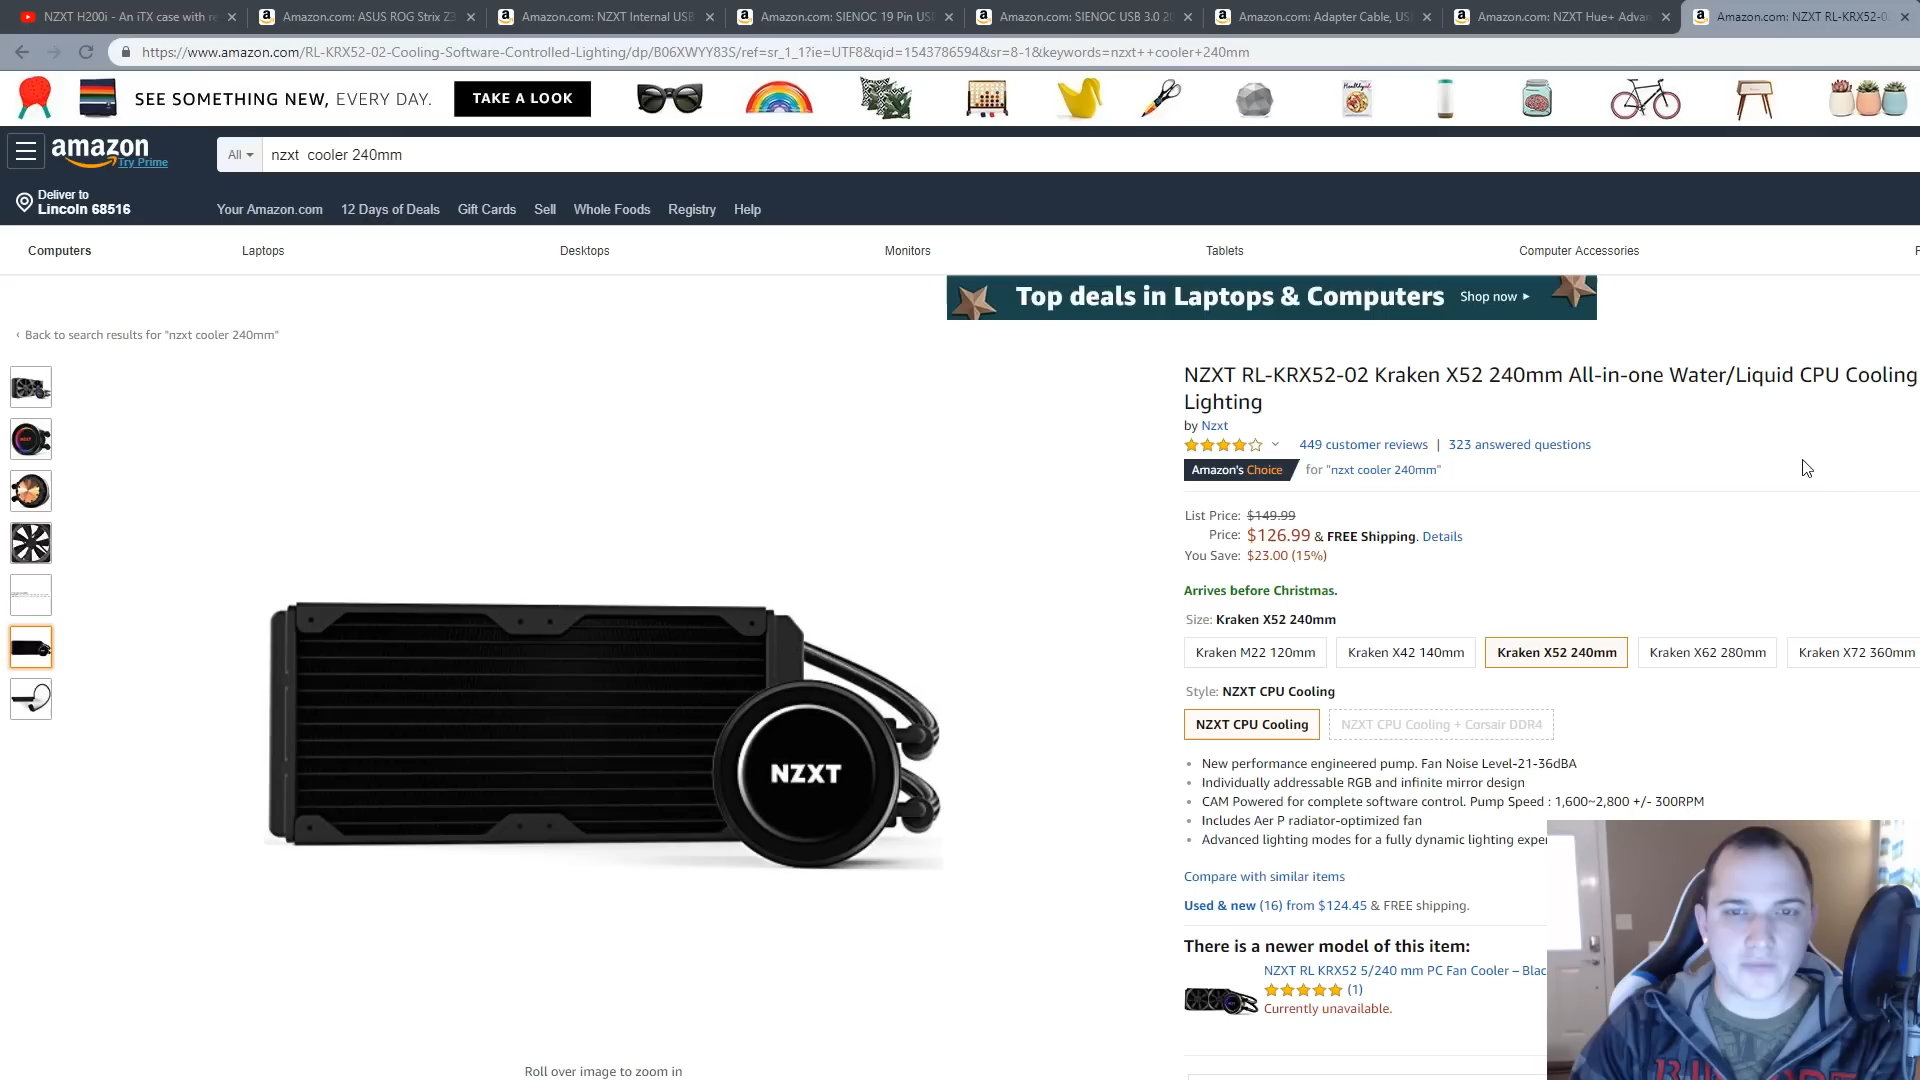 NZXT H200i - An iTX case with re
Amazon.com: ASUS ROG Strix Z3
Amazon.com: NZXT Internal USB
Amazon.com: SIENOC 19 Pin USB
Amazon.com: SIENOC USB 3.0 20
Amazon.com: Adapter Cable, USB
Amazon.com: NZXT Hue+ Advan
Amazon.com: NZXT RL-KRX52-0
https://www.amazon.com/RL-KRX52-02-Cooling-Software-Controlled-Lighting/dp/B06XWYY83S/ref=sr_1_1?ie=UTF8&qid=1543786594&sr=8-1&keywords=nzxt++cooler+240mm
SEE SOMETHING NEW, EVERY DAY.
TAKE A LOOK
amazon
Try Prime
All
nzxt  cooler 240mm
Deliver to
Lincoln 68516
Your Amazon.com
12 Days of Deals
Gift Cards
Sell
Whole Foods
Registry
Help
Computers
Laptops
Desktops
Monitors
Tablets
Computer Accessories
Top deals in Laptops & Computers
Shop now
‹ Back to search results for "nzxt cooler 240mm"
NZXT RL-KRX52-02 Kraken X52 240mm All-in-one Water/Liquid CPU Cooling
Lighting
by Nzxt
449 customer reviews | 323 answered questions
Amazon's Choice for "nzxt cooler 240mm"
List Price: $149.99
Price: $126.99 & FREE Shipping. Details
You Save: $23.00 (15%)
Arrives before Christmas.
Size: Kraken X52 240mm
Kraken M22 120mm
Kraken X42 140mm
Kraken X52 240mm
Kraken X62 280mm
Kraken X72 360mm
Style: NZXT CPU Cooling
NZXT CPU Cooling
NZXT CPU Cooling + Corsair DDR4
• New performance engineered pump. Fan Noise Level-21-36dBA
• Individually addressable RGB and infinite mirror design
• CAM Powered for complete software control. Pump Speed : 1,600~2,800 +/- 300RPM
• Includes Aer P radiator-optimized fan
• Advanced lighting modes for a fully dynamic lighting exper
Compare with similar items
Used & new (16) from $124.45 & FREE shipping.
There is a newer model of this item:
NZXT RL KRX52 5/240 mm PC Fan Cooler – Blac
(1)
Currently unavailable.
NZXT
Roll over image to zoom in